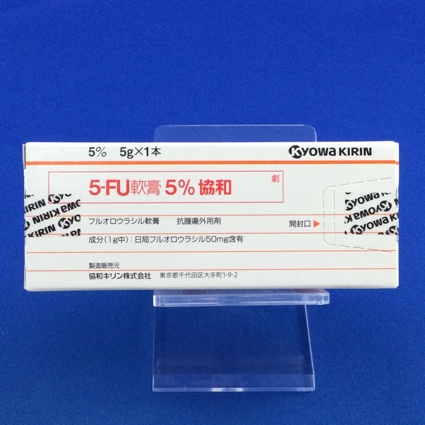 5% 5g×1本 KYOWA KIRIN
5-FU軟膏5%協和 劇
フルオロウラシル軟膏 抗腫瘍外用剤 開封口▶
成分(1g中):日局フルオロウラシル50mg含有
製造販売元
協和キリン株式会社 東京都千代田区大手町1-9-2
KYOWA KIRIN
KYOWA KIRIN